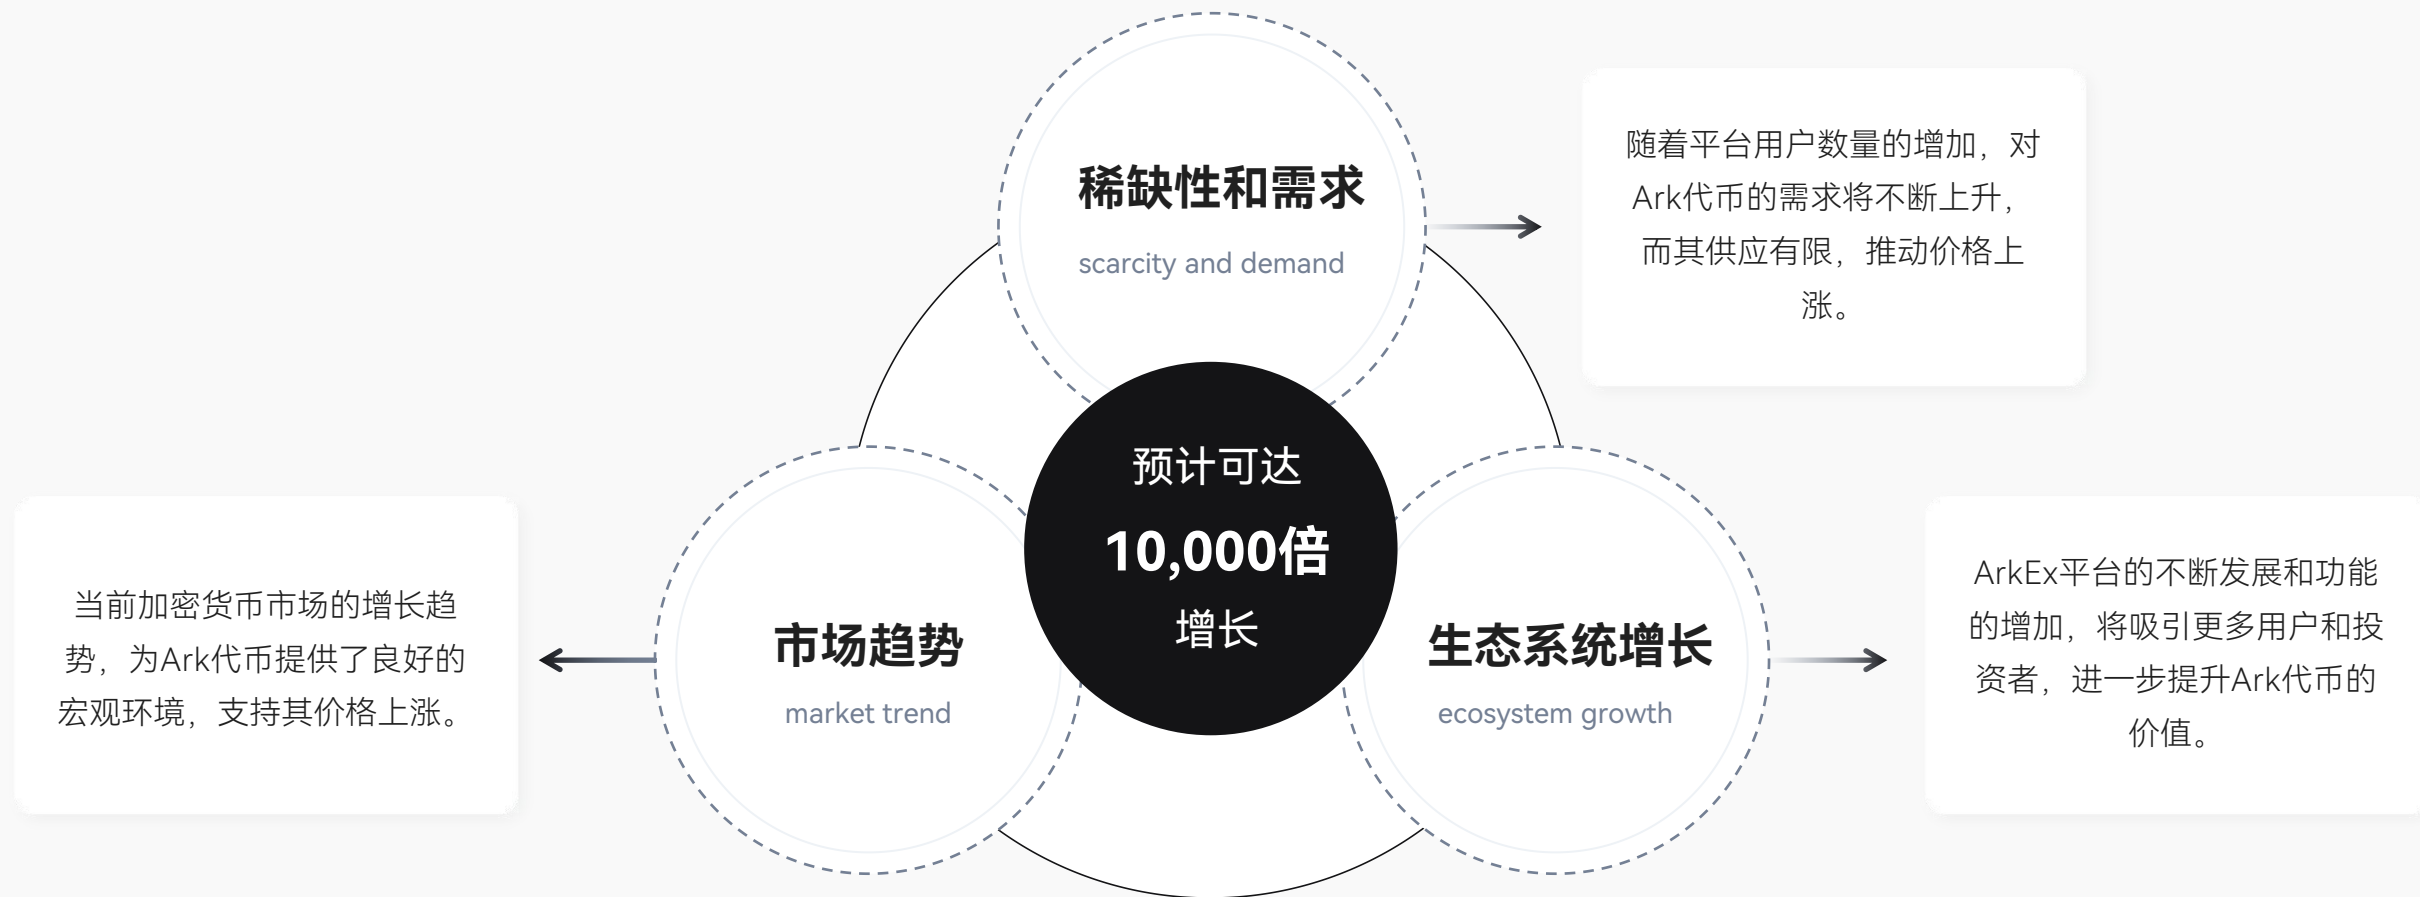 稀缺性和需求
scarcity and demand
随着平台用户数量的增加，对
Ark代币的需求将不断上升，
而其供应有限，推动价格上
涨。
预计可达
10,000倍
增长
当前加密货币市场的增长趋
势，为Ark代币提供了良好的
宏观环境，支持其价格上涨。
市场趋势
market trend
生态系统增长
ecosystem growth
ArkEx平台的不断发展和功能
的增加，将吸引更多用户和投
资者，进一步提升Ark代币的
价值。